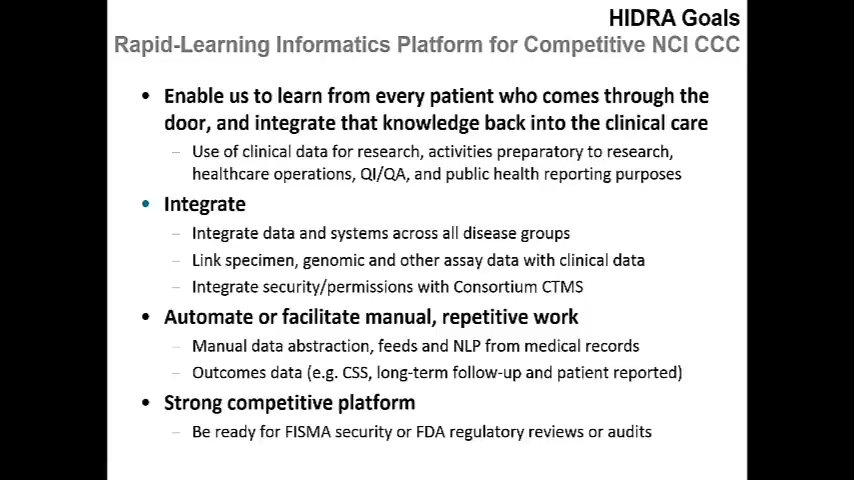 HIDRA Goals
Rapid-Learning Informatics Platform for Competitive NCI CCC
• Enable us to learn from every patient who comes through the
door, and integrate that knowledge back into the clinical care
– Use of clinical data for research, activities preparatory to research,
healthcare operations, QI/QA, and public health reporting purposes
• Integrate
– Integrate data and systems across all disease groups
– Link specimen, genomic and other assay data with clinical data
– Integrate security/permissions with Consortium CTMS
• Automate or facilitate manual, repetitive work
– Manual data abstraction, feeds and NLP from medical records
– Outcomes data (e.g. CSS, long-term follow-up and patient reported)
• Strong competitive platform
– Be ready for FISMA security or FDA regulatory reviews or audits